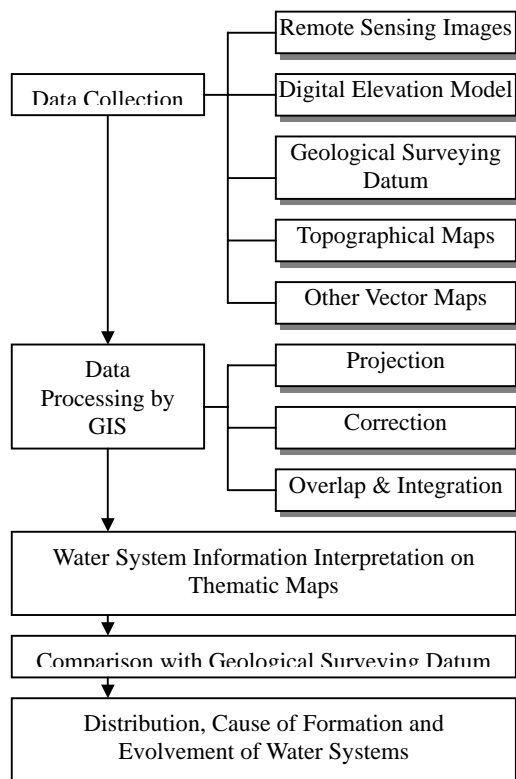 Remote Sensing Images
Data Collection
Digital Elevation Model
Geological Surveying
Datum
Topographical Maps
Other Vector Maps
Data
Processing by
GIS
Projection
Correction
Overlap & Integration
Water System Information Interpretation on
Thematic Maps
Comparison with Geological Surveying Datum
Distribution, Cause of Formation and
Evolvement of Water Systems